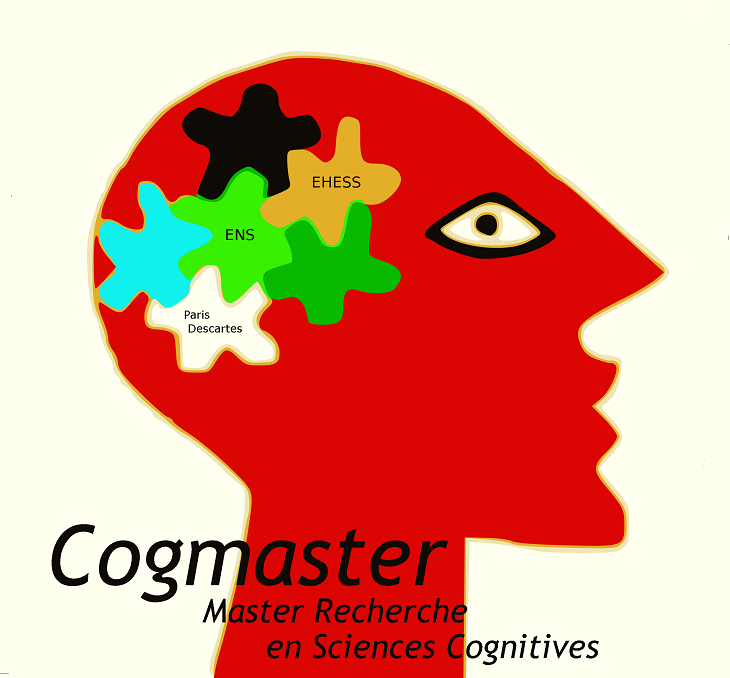 EHESS
ENS
Paris
Descartes
Cogmaster
Master Recherche
en Sciences Cognitives